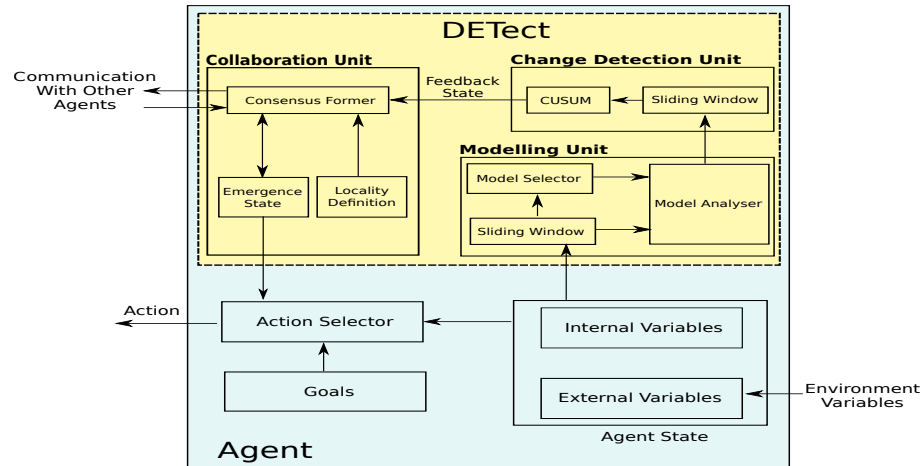 DETect
Collaboration Unit
Change Detection Unit
Communication
With Other
Agents
Consensus Former
Feedback
State
CUSUM
Sliding Window
Modelling Unit
Emergence
State
Locality
Definition
Model Selector
Sliding Window
Model Analyser
Action
Action Selector
Internal Variables
Goals
External Variables
Environment
Variables
Agent State
Agent